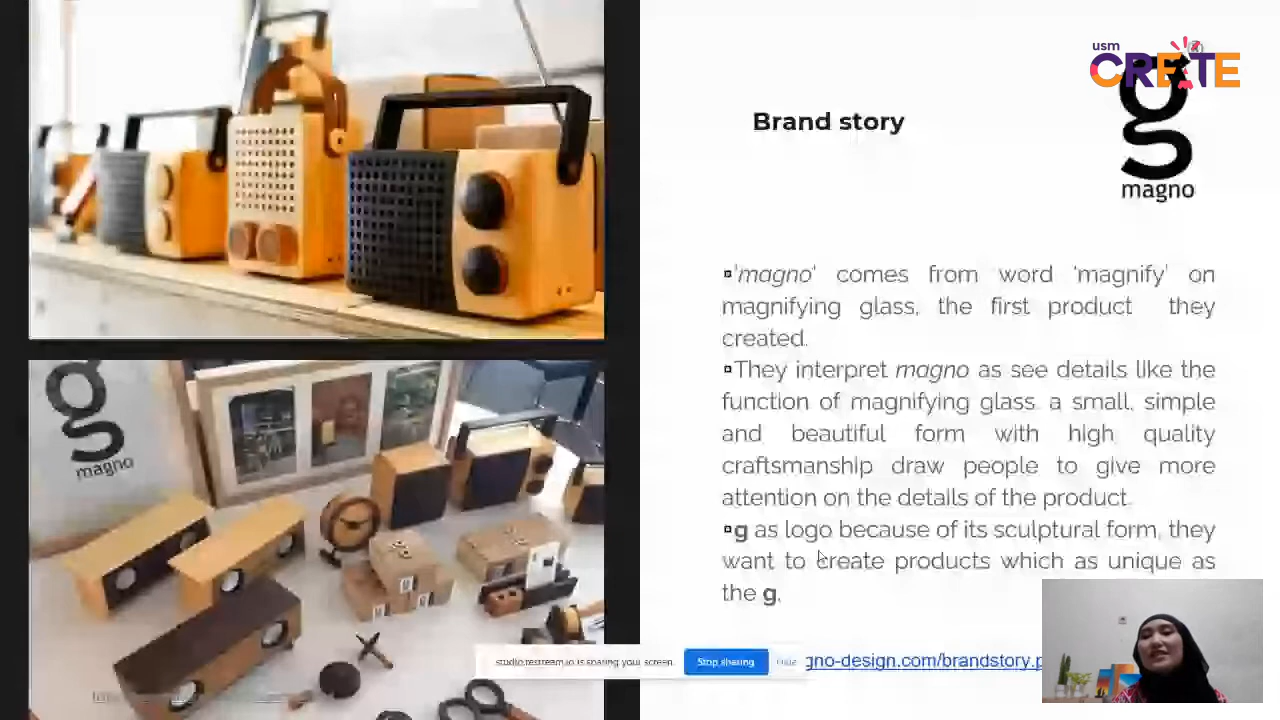 usm
CREATE
Brand story
g
magno
▫'magno' comes from word 'magnify' on
magnifying glass, the first product they
created.
▫They interpret magno as see details like the
function of magnifying glass. a small, simple
and beautiful form with high quality
craftsmanship draw people to give more
attention on the details of the product.
▫g as logo because of its sculptural form, they
want to create products which as unique as
the g.
g
magno
studio.restream.io is sharing your screen.
Stop sharing
Hide
gno-design.com/brandstory.p